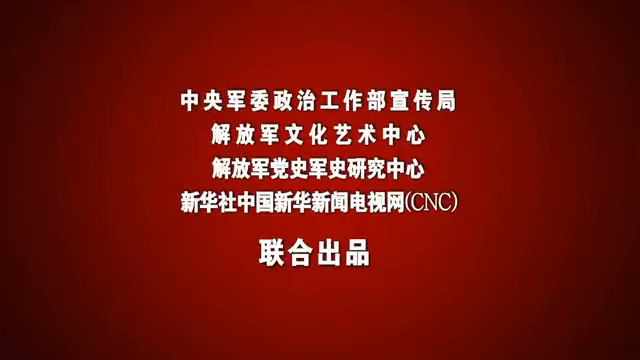 中央军委政治工作部宣传局
解放军文化艺术中心
解放军党史军史研究中心
新华社中国新华新闻电视网(CNC)
联合出品